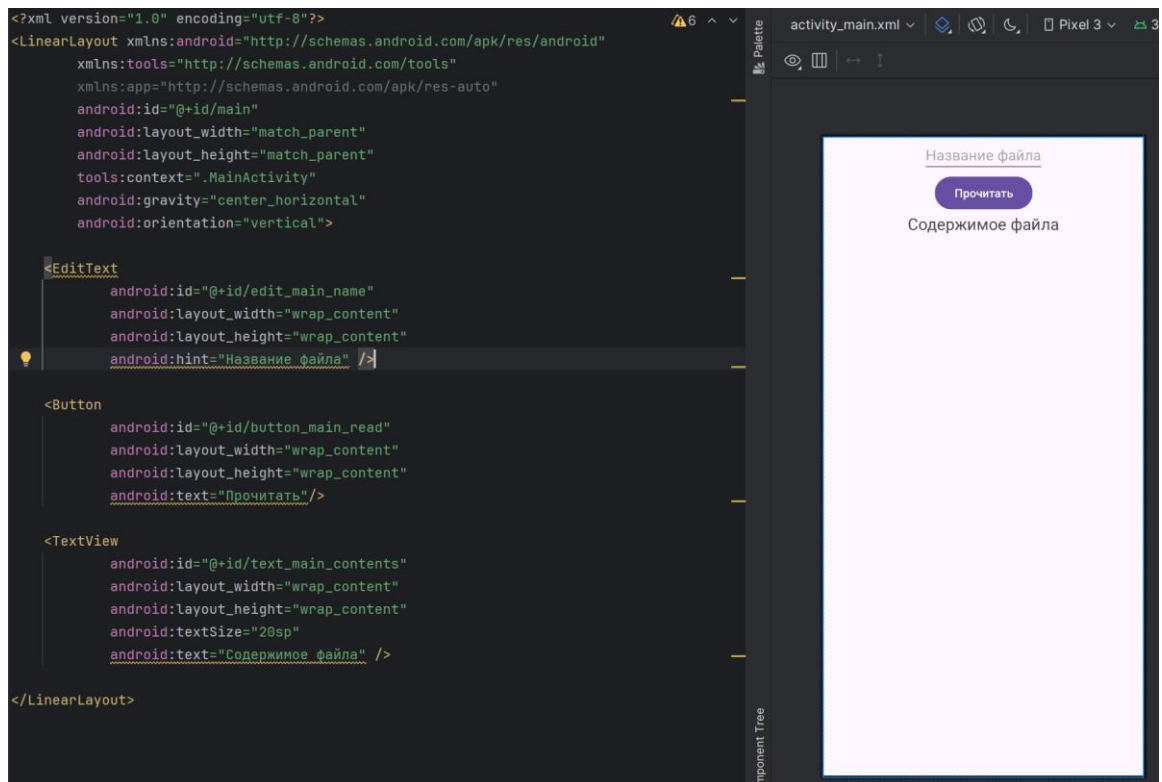 <?xml version="1.0" encoding="utf-8"?>
<LinearLayout xmlns:android="http://schemas.android.com/apk/res/android"
xmlns:tools="http://schemas.android.com/tools"
xmlns:app="http://schemas.android.com/apk/res-auto"
android:id="@+id/main"
android:layout_width="match_parent"
android:layout_height="match_parent"
tools:context=".MainActivity"
android:gravity="center_horizontal"
android:orientation="vertical">
<EditText
android:id="@+id/edit_main_name"
android:layout_width="wrap_content"
android:layout_height="wrap_content"
android:hint="Название файла" />
<Button
android:id="@+id/button_main_read"
android:layout_width="wrap_content"
android:layout_height="wrap_content"
android:text="Прочитать"/>
<TextView
android:id="@+id/text_main_contents"
android:layout_width="wrap_content"
android:layout_height="wrap_content"
android:textSize="20sp"
android:text="Содержимое файла" />
</LinearLayout>
6
Palette
mponent Tree
activity_main.xml
Pixel 3
3
Название файла
Прочитать
Содержимое файла